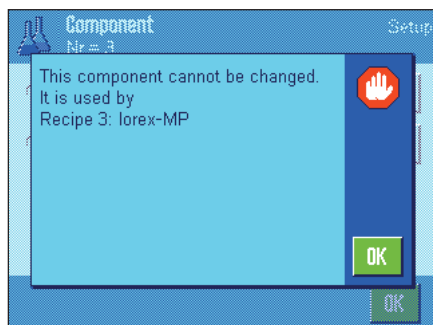 Component
Setup
Nr = 3
This component cannot be changed.
It is used by
Recipe 3: lorex-MP
OK
OK